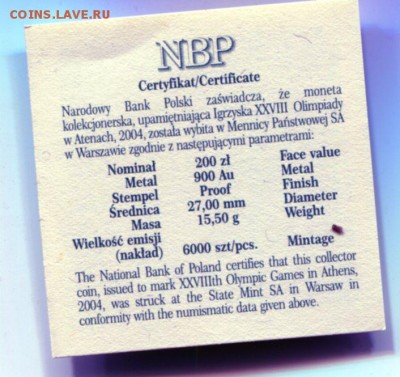 COINS.LAVE.RU
NBP
Certyfikat/Certificate
Narodowy Bank Polski zaświadcza, że moneta
kolekcjonerska, upamiętniająca Igrzyska XXVIII Olimpiady
w Atenach, 2004, została wybita w Mennicy Państwowej SA
w Warszawie zgodnie z następującymi parametrami:
Nominał 200 zł Face value
Metal 900 Au Metal
Stempel Proof Finish
Średnica 27,00 mm Diameter
Masa 15,50 g Weight
Wielkość emisji
(nakład) 6000 szt/pcs. Mintage
The National Bank of Poland certifies that this collector
coin, issued to mark XXVIIIth Olympic Games in Athens,
2004, was struck at the State Mint SA in Warsaw in
conformity with the numismatic data given above.